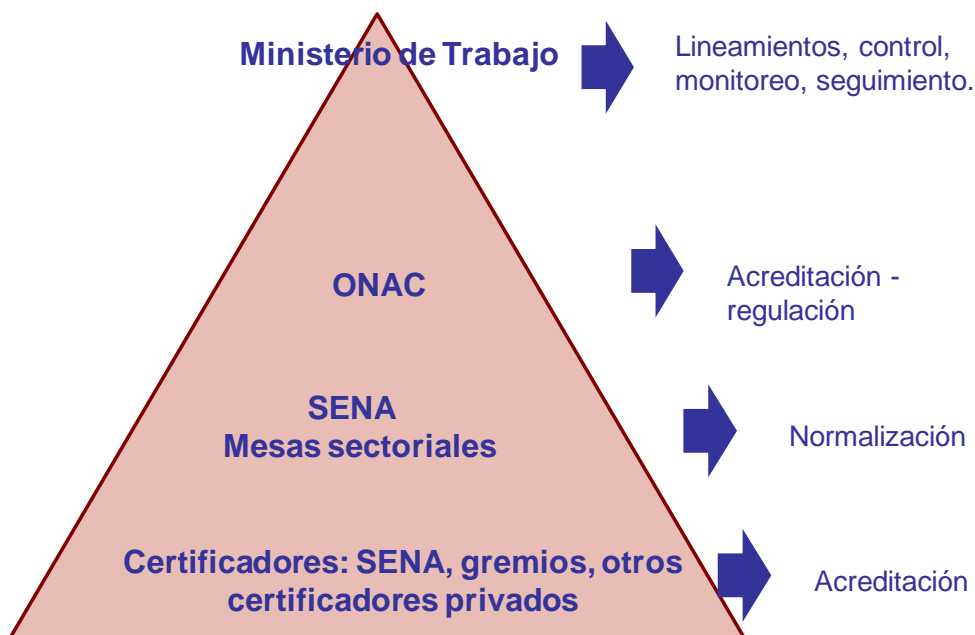 Ministerio de Trabajo
Lineamientos, control,
monitoreo, seguimiento.
ONAC
Acreditación -
regulación
SENA
Mesas sectoriales
Normalización
Certificadores: SENA, gremios, otros
certificadores privados
Acreditación